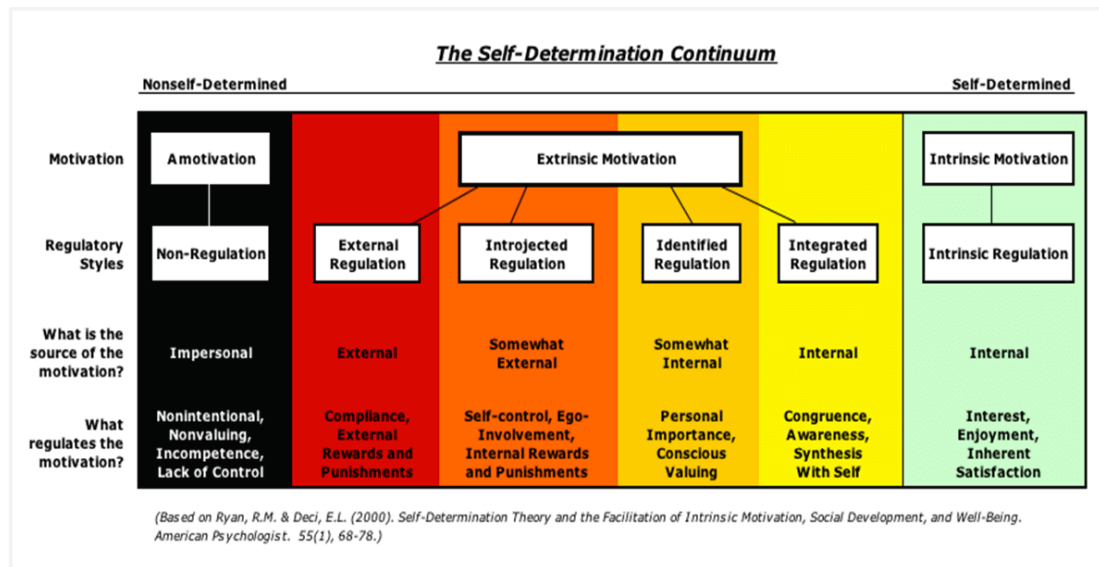 The Self-Determination Continuum
Nonself-Determined
Self-Determined
Motivation
Amotivation
Extrinsic Motivation
Intrinsic Motivation
Regulatory
Styles
Non-Regulation
External
Regulation
Introjected
Regulation
Identified
Regulation
Integrated
Regulation
Intrinsic Regulation
What is the
source of the
motivation?
Impersonal
External
Somewhat
External
Somewhat
Internal
Internal
Internal
What
regulates the
motivation?
Nonintentional,
Nonvaluing,
Incompetence,
Lack of Control
Compliance,
External
Rewards and
Punishments
Self-control, Ego-
Involvement,
Internal Rewards
and Punishments
Personal
Importance,
Conscious
Valuing
Congruence,
Awareness,
Synthesis
With Self
Interest,
Enjoyment,
Inherent
Satisfaction
(Based on Ryan, R.M. & Deci, E.L. (2000). Self-Determination Theory and the Facilitation of Intrinsic Motivation, Social Development, and Well-Being.
American Psychologist. 55(1), 68-78.)